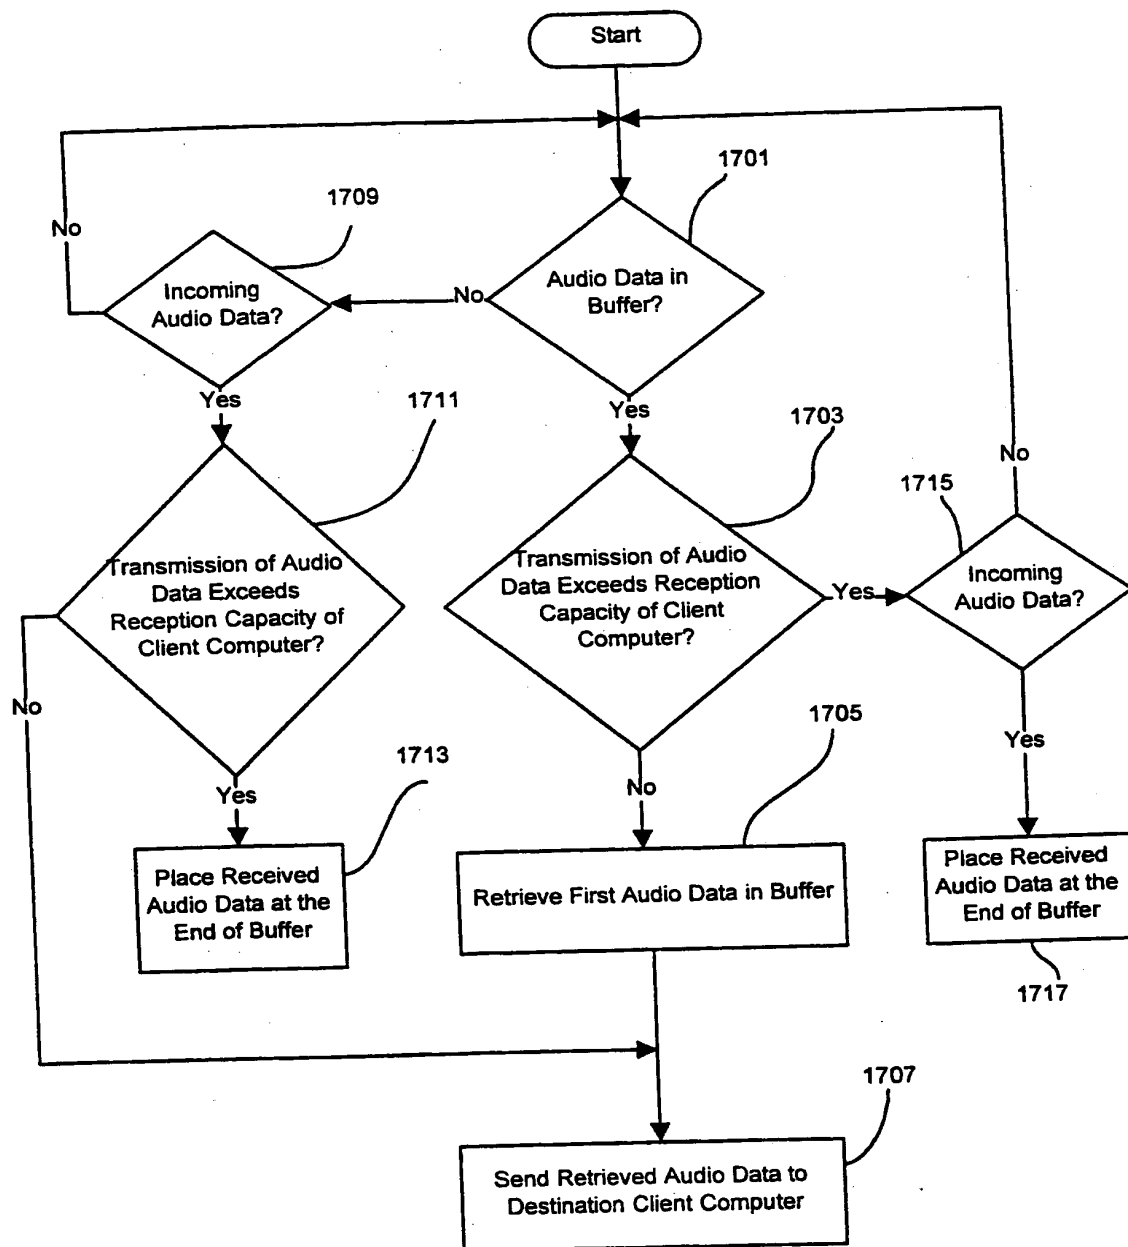 Start
1701
1709
No
Audio Data in
Buffer?
Incoming
Audio Data?
No
Yes
1711
Yes
1703
No
1715
Transmission of Audio
Data Exceeds
Reception Capacity of
Client Computer?
Transmission of Audio
Data Exceeds Reception
Capacity of Client
Computer?
Yes
Incoming
Audio Data?
No
1705
Yes
1713
Yes
No
Place Received
Audio Data at the
End of Buffer
Retrieve First Audio Data in Buffer
Place Received
Audio Data at the
End of Buffer
1717
1707
Send Retrieved Audio Data to
Destination Client Computer